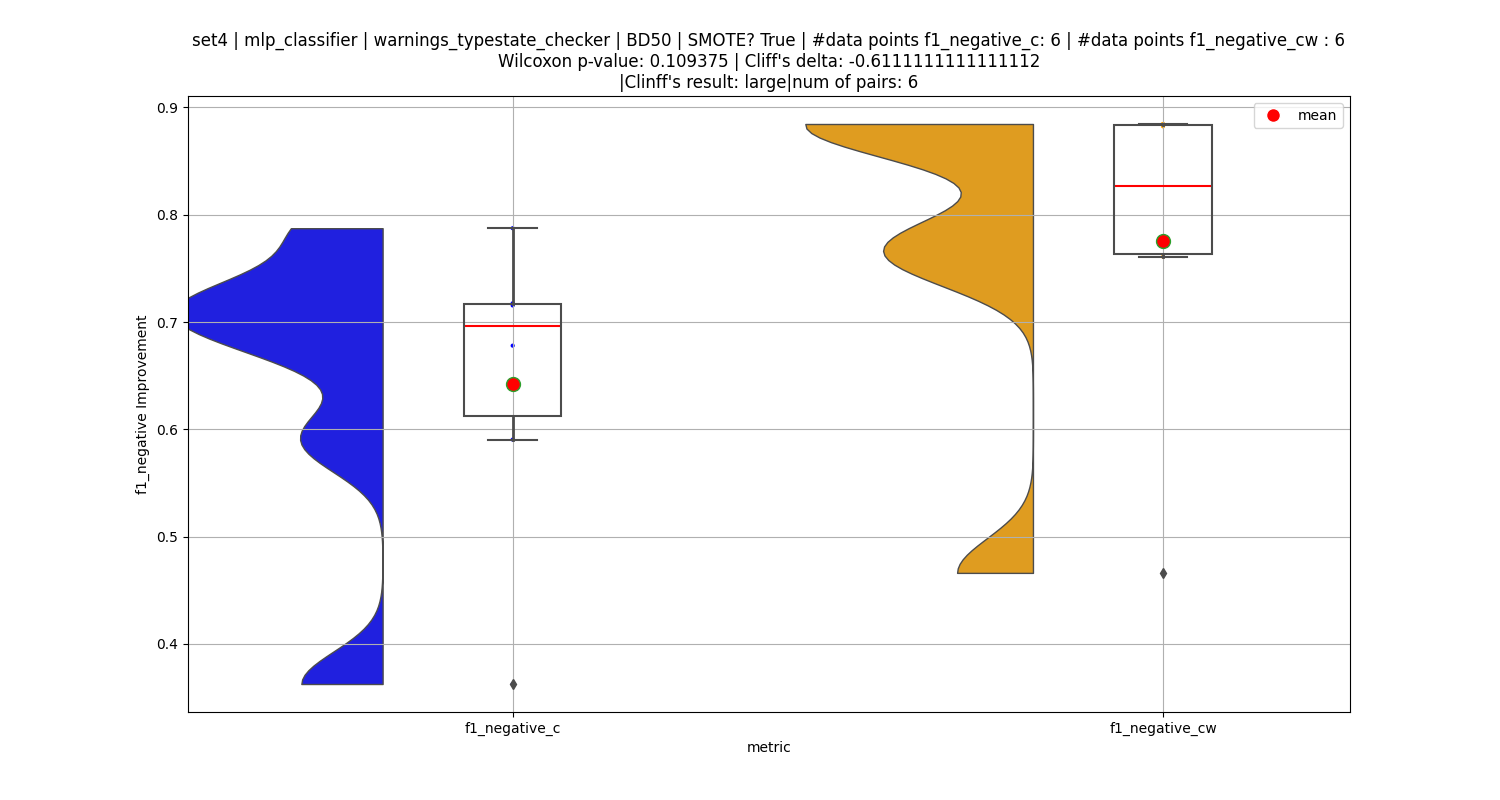 set4 | mlp_classifier | warnings_typestate_checker | BD50 | SMOTE? True | #data points f1_negative_c: 6 | #data points f1_negative_cw : 6
Wilcoxon p-value: 0.109375 | Cliff's delta: -0.6111111111111112
|Clinff's result: large|num of pairs: 6
mean
0.9
0.8
0.7
0.6
0.5
0.4
f1_negative Improvement
f1_negative_c
f1_negative_cw
metric